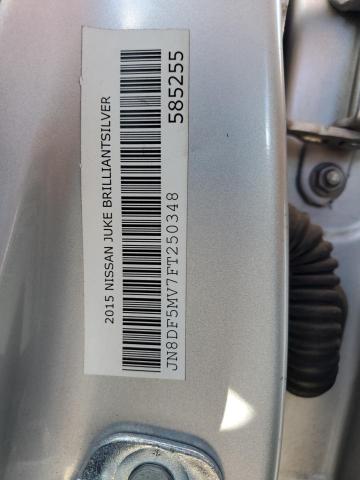 2015 NISSAN JUKE BRILLIANTSILVER
585255
JN8DF5MV7FT250348